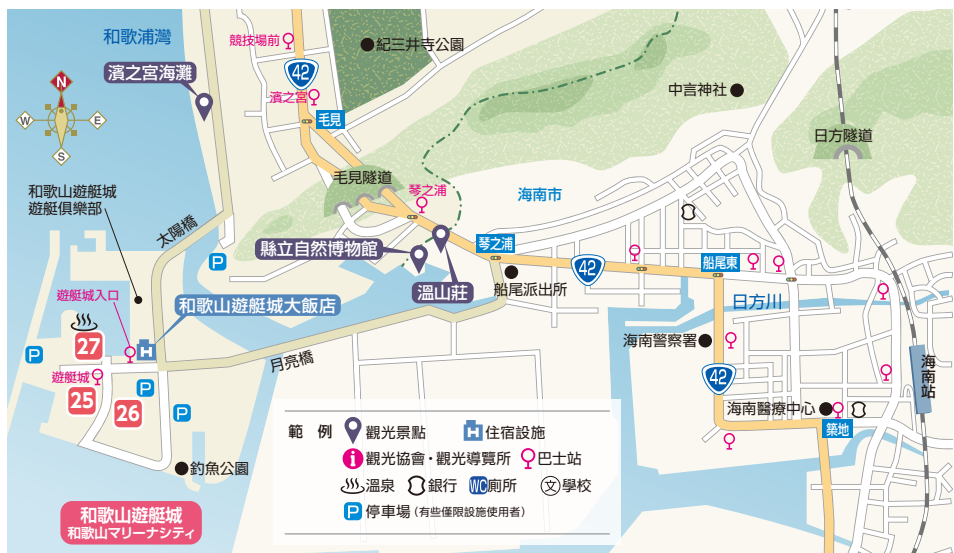 和歌浦灣
競技場前
紀三井寺公園
濱之宮海灘
42
濱之宮
毛見
中言神社
日方隧道
N
W
E
S
毛見隧道
琴之浦
海南市
和歌山遊艇城
遊艇俱樂部
太陽橋
P
縣立自然博物館
琴之浦
42
船尾東
溫山莊
船尾派出所
日方川
遊艇城入口
和歌山遊艇城大飯店
H
27
P
月亮橋
海南警察署
遊艇城
25
26
P
P
42
海南站
海南醫療中心
築地
釣魚公園
和歌山遊艇城
和歌山マリーナシティ
範 例
觀光景點
H
住宿設施
i
觀光協會・觀光導覽所
巴士站
溫泉
銀行
WC
廁所
文
學校
P
停車場(有些僅限設施使用者)